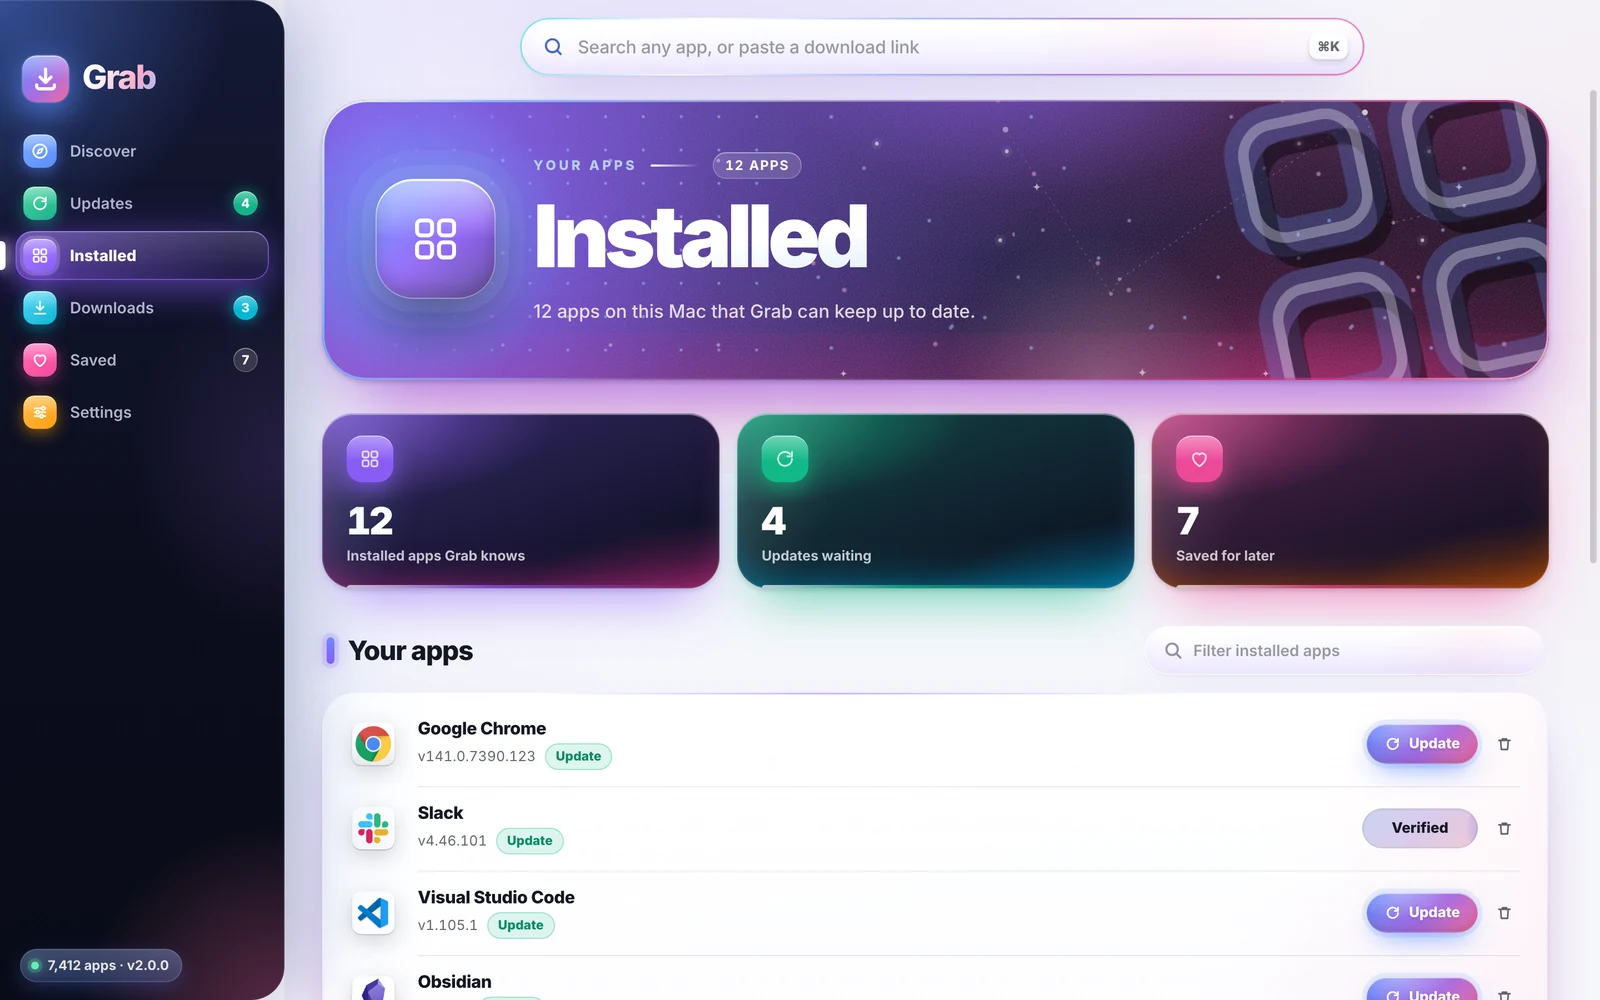 Grab
Discover
Updates 4
Installed
Downloads 3
Saved 7
Settings
7,412 apps · v2.0.0
Search any app, or paste a download link ⌘K
YOUR APPS 12 APPS
Installed
12 apps on this Mac that Grab can keep up to date.
12
Installed apps Grab knows
4
Updates waiting
7
Saved for later
Your apps
Filter installed apps
Google Chrome
v141.0.7390.123 Update
Update
Slack
v4.46.101 Update
Verified
Visual Studio Code
v1.105.1 Update
Update
Obsidian
Update